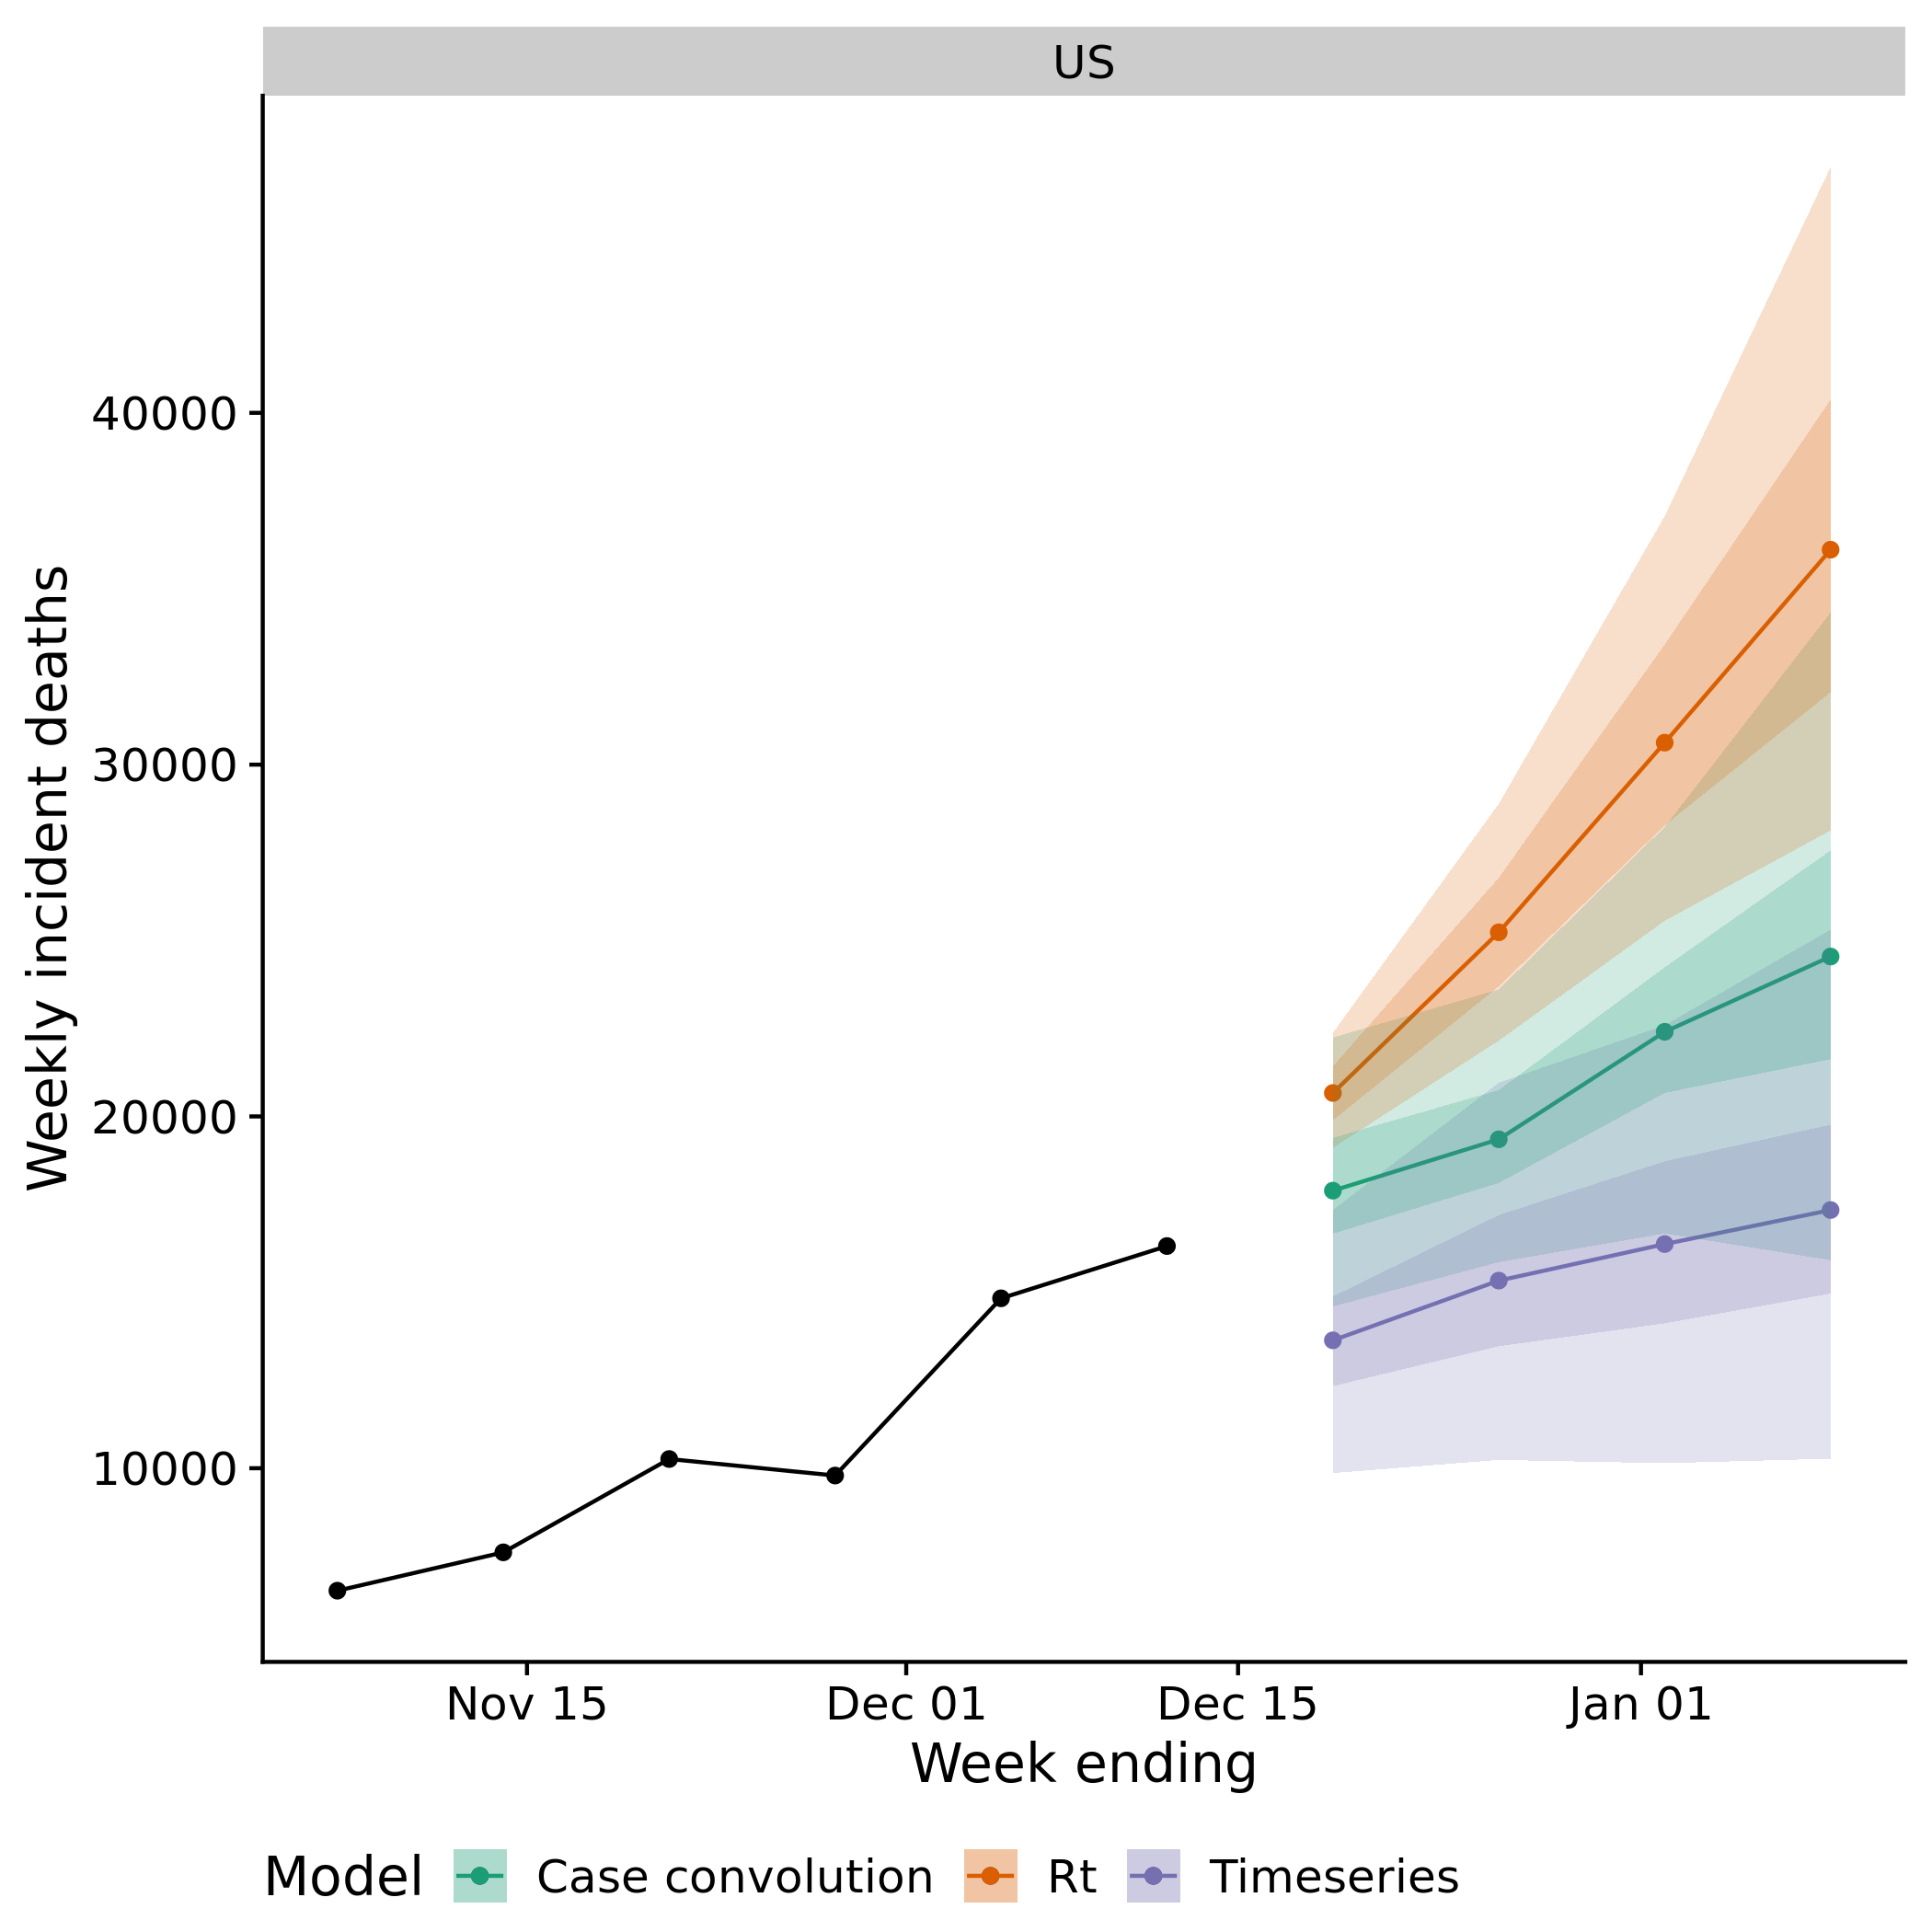 US
Weekly incident deaths
40000
30000
20000
10000
Nov 15 Dec 01 Dec 15 Jan 01
Week ending
Model Case convolution Rt Timeseries